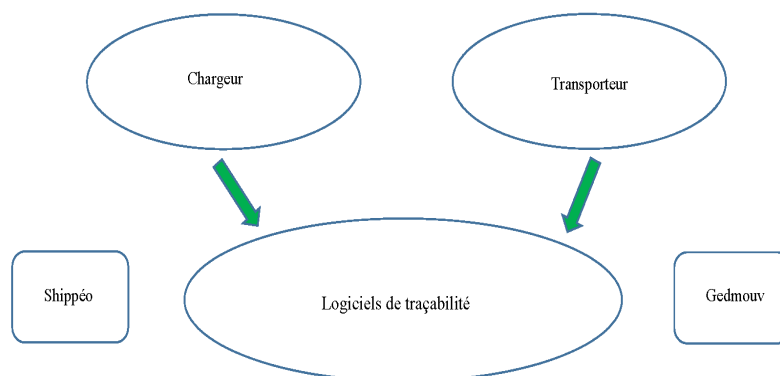 Chargeur
Transporteur
Shippéo
Logiciels de traçabilité
Gedmouv